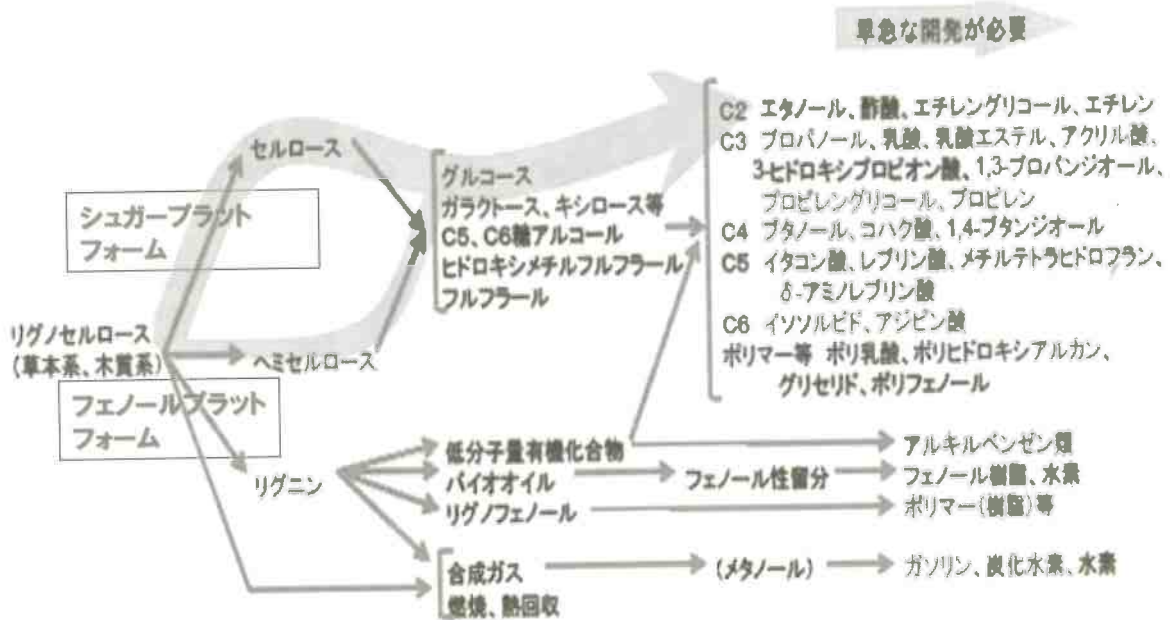 早急な開発が必要
C2 エタノール、酢酸、エチレングリコール、エチレン
C3 プロパノール、乳酸、乳酸エステル、アクリル酸、
3-ヒドロキシプロピオン酸、1,3-プロパンジオール、
プロピレングリコール、プロピレン
C4 ブタノール、コハク酸、1,4-ブタンジオール
C5 イタコン酸、レブリン酸、メチルテトラヒドロフラン、
δ-アミノレブリン酸
C6 イソソルビド、アジピン酸
ポリマー等 ポリ乳酸、ポリヒドロキシアルカン、
グリセリド、ポリフェノール
セルロース
グルコース
ガラクトース、キシロース等
C5、C6糖アルコール
ヒドロキシメチルフルフラール
フルフラール
シュガープラット
フォーム
リグノセルロース
(草本系、木質系)
ヘミセルロース
フェノールプラット
フォーム
リグニン
低分子量有機化合物
バイオオイル
リグノフェノール
フェノール性留分
アルキルベンゼン類
フェノール樹脂、水素
ポリマー(樹脂)等
合成ガス
燃焼、熱回収
(メタノール)
ガソリン、炭化水素、水素